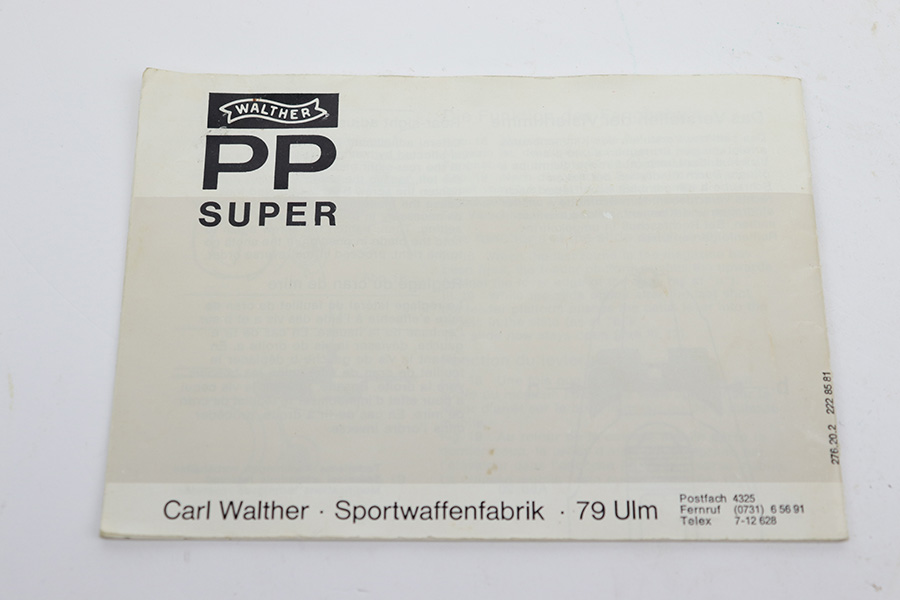 WALTHER
PP
SUPER
276.20.2 222 85 81
Carl Walther · Sportwaffenfabrik · 79 Ulm
Postfach 4325
Fernruf (0731) 6 56 91
Telex 7-12 628